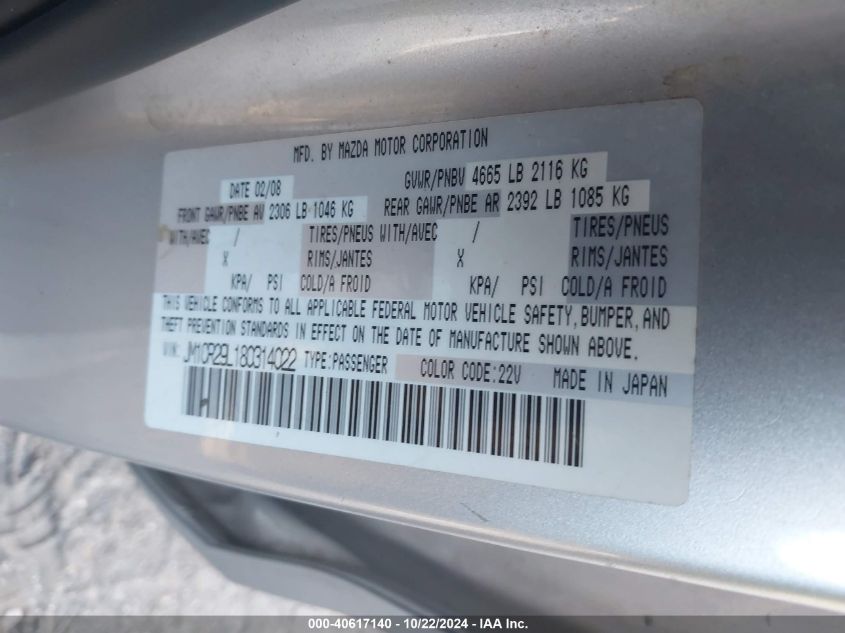 MFD. BY MAZDA MOTOR CORPORATION
DATE 02/08 GVWR/PNBV 4665 LB 2116 KG
FRONT GAWR/PNBE AV 2306 LB 1046 KG REAR GAWR/PNBE AR 2392 LB 1085 KG
WITH/AVEC / TIRES/PNEUS WITH/AVEC / TIRES/PNEUS
X RIMS/JANTES X RIMS/JANTES
KPA/ PSI COLD/A FROID KPA/ PSI COLD/A FROID
THIS VEHICLE CONFORMS TO ALL APPLICABLE FEDERAL MOTOR VEHICLE SAFETY, BUMPER, AND
THEFT PREVENTION STANDARDS IN EFFECT ON THE DATE OF MANUFACTURE SHOWN ABOVE.
VIN: JM1CR29L180314022 TYPE:PASSENGER COLOR CODE:22V MADE IN JAPAN
000-40617140 - 10/22/2024 - IAA Inc.